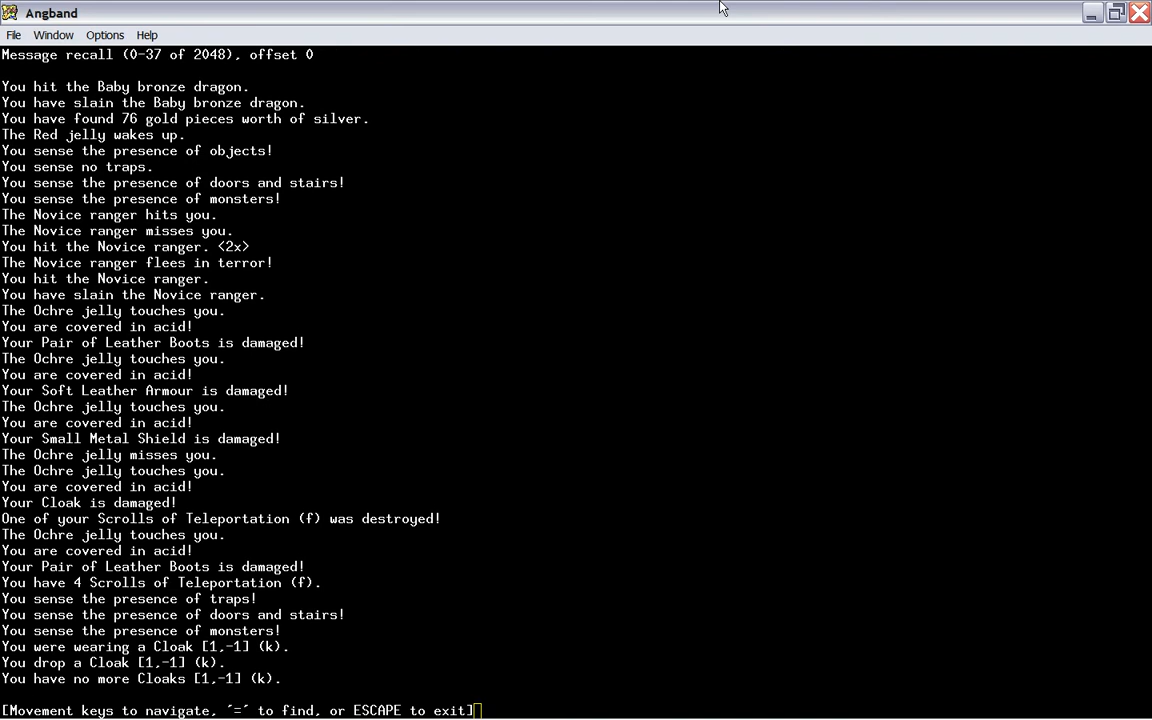 Angband
File Window Options Help
Message recall (0-37 of 2048), offset 0
You hit the Baby bronze dragon.
You have slain the Baby bronze dragon.
You have found 76 gold pieces worth of silver.
The Red jelly wakes up.
You sense the presence of objects!
You sense no traps.
You sense the presence of doors and stairs!
You sense the presence of monsters!
The Novice ranger hits you.
The Novice ranger misses you.
You hit the Novice ranger. <2x>
The Novice ranger flees in terror!
You hit the Novice ranger.
You have slain the Novice ranger.
The Ochre jelly touches you.
You are covered in acid!
Your Pair of Leather Boots is damaged!
The Ochre jelly touches you.
You are covered in acid!
Your Soft Leather Armour is damaged!
The Ochre jelly touches you.
You are covered in acid!
Your Small Metal Shield is damaged!
The Ochre jelly misses you.
The Ochre jelly touches you.
You are covered in acid!
Your Cloak is damaged!
One of your Scrolls of Teleportation (f) was destroyed!
The Ochre jelly touches you.
You are covered in acid!
Your Pair of Leather Boots is damaged!
You have 4 Scrolls of Teleportation (f).
You sense the presence of traps!
You sense the presence of doors and stairs!
You sense the presence of monsters!
You were wearing a Cloak [1,-1] (k).
You drop a Cloak [1,-1] (k).
You have no more Cloaks [1,-1] (k).
[Movement keys to navigate, '=' to find, or ESCAPE to exit]